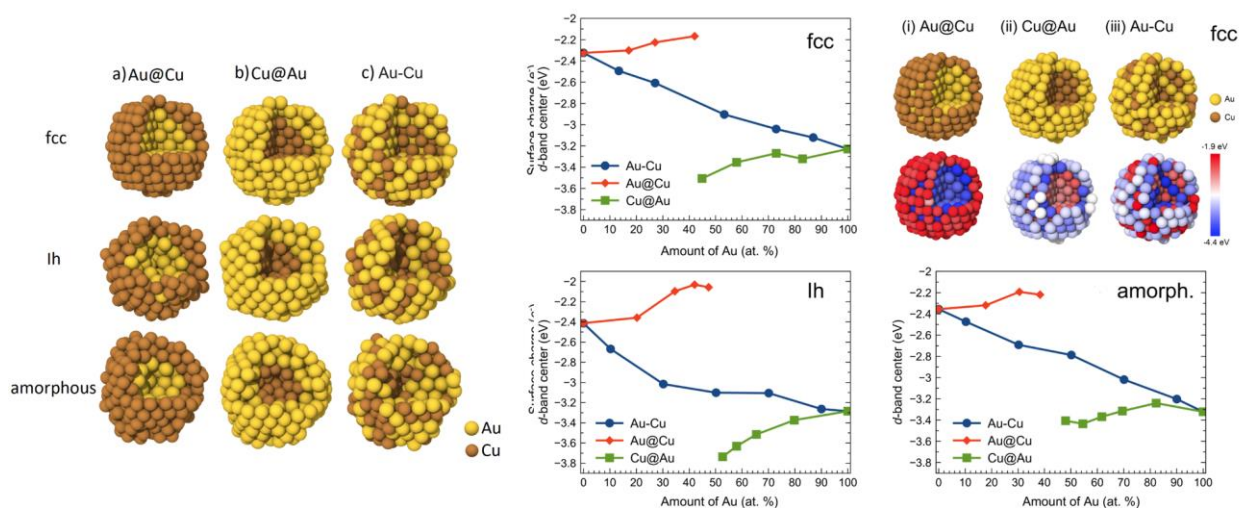 a) Au@Cu
b) Cu@Au
c) Au-Cu
fcc
Ih
amorphous
Au
Cu
fcc
d-band center (eV)
−2
−2.2
−2.4
−2.6
−2.8
−3
−3.2
−3.4
−3.6
−3.8
Au-Cu
Au@Cu
Cu@Au
0 10 20 30 40 50 60 70 80 90 100
Amount of Au (at. %)
(i) Au@Cu
(ii) Cu@Au
(iii) Au-Cu
fcc
Au
Cu
-1.9 eV
-4.4 eV
Ih
d-band center (eV)
−2
−2.2
−2.4
−2.6
−2.8
−3
−3.2
−3.4
−3.6
−3.8
Au-Cu
Au@Cu
Cu@Au
0 10 20 30 40 50 60 70 80 90 100
Amount of Au (at. %)
amorph.
d-band center (eV)
−2
−2.2
−2.4
−2.6
−2.8
−3
−3.2
−3.4
−3.6
−3.8
Au-Cu
Au@Cu
Cu@Au
0 10 20 30 40 50 60 70 80 90 100
Amount of Au (at. %)